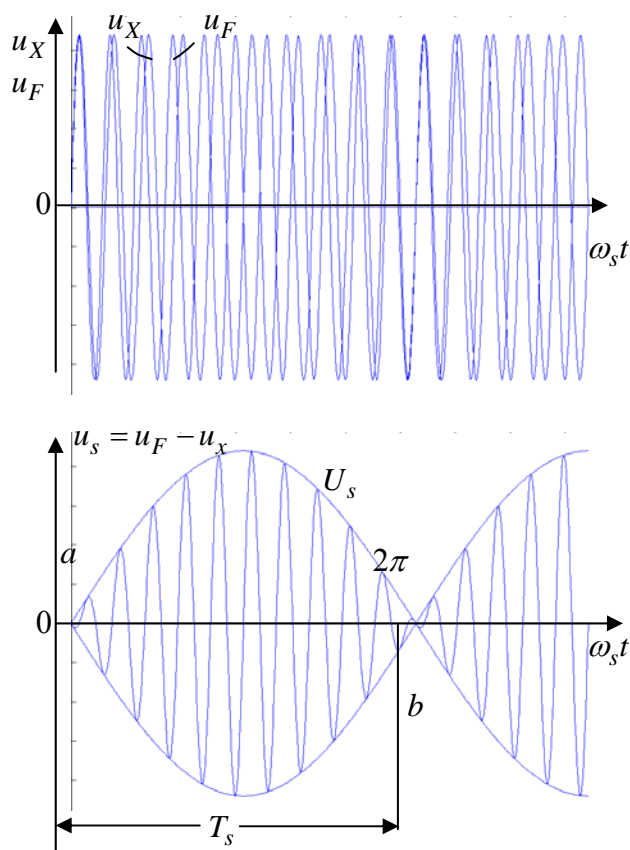 u_X u_F
u_X
u_F
0
ω_s t
u_s = u_F − u_x
U_s
a
2π
0
ω_s t
b
T_s